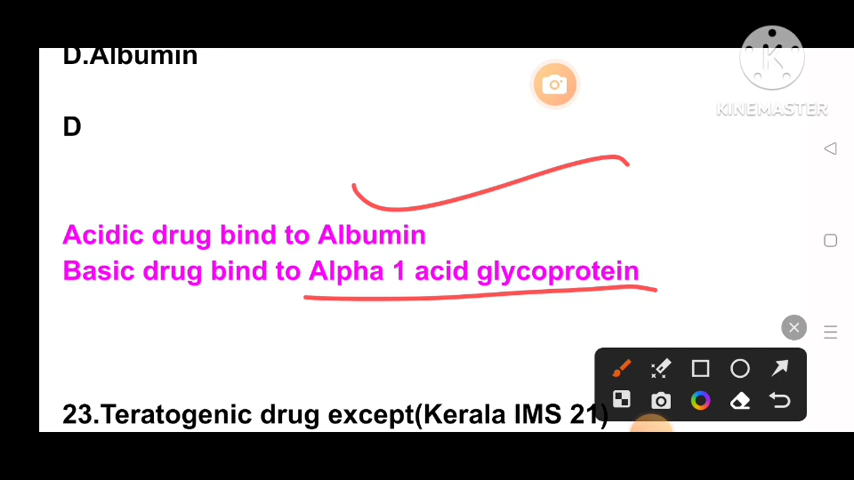 D.Albumin
D
Acidic drug bind to Albumin
Basic drug bind to Alpha 1 acid glycoprotein
23.Teratogenic drug except(Kerala IMS 21)
KINEMASTER